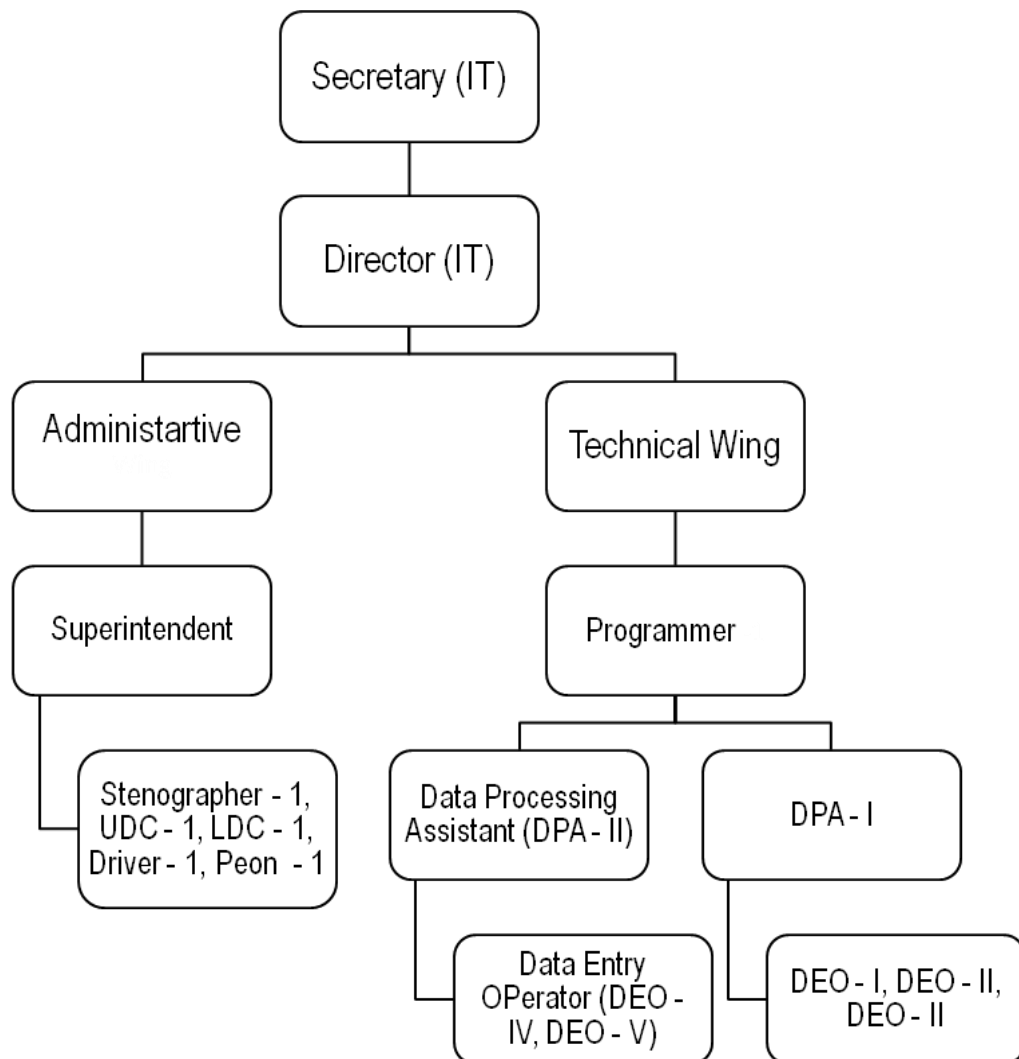 Secretary (IT)
Director (IT)
Administartive
Technical Wing
Superintendent
Programmer
Stenographer - 1,
UDC - 1, LDC - 1,
Driver - 1, Peon - 1
Data Processing
Assistant (DPA - II)
DPA - I
Data Entry
OPerator (DEO -
IV, DEO - V)
DEO - I, DEO - II,
DEO - II